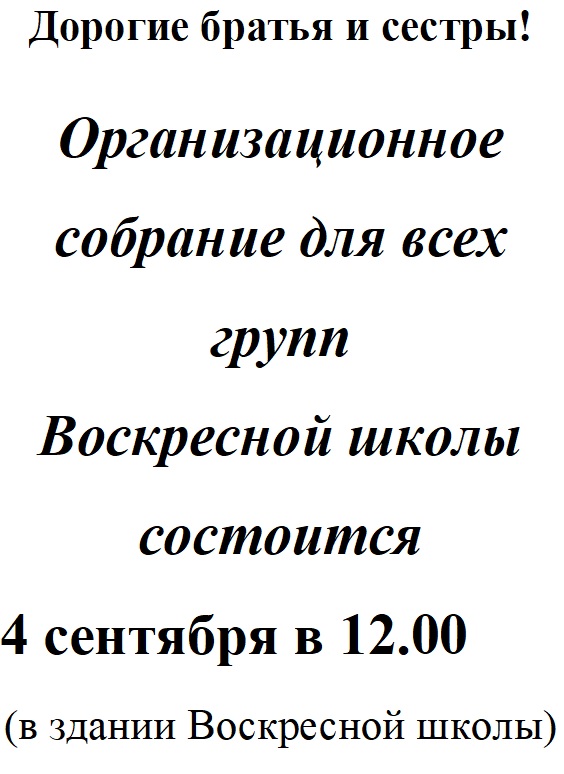 Дорогие братья и сестры!
Организационное
собрание для всех
групп
Воскресной школы
состоится
4 сентября в 12.00
(в здании Воскресной школы)